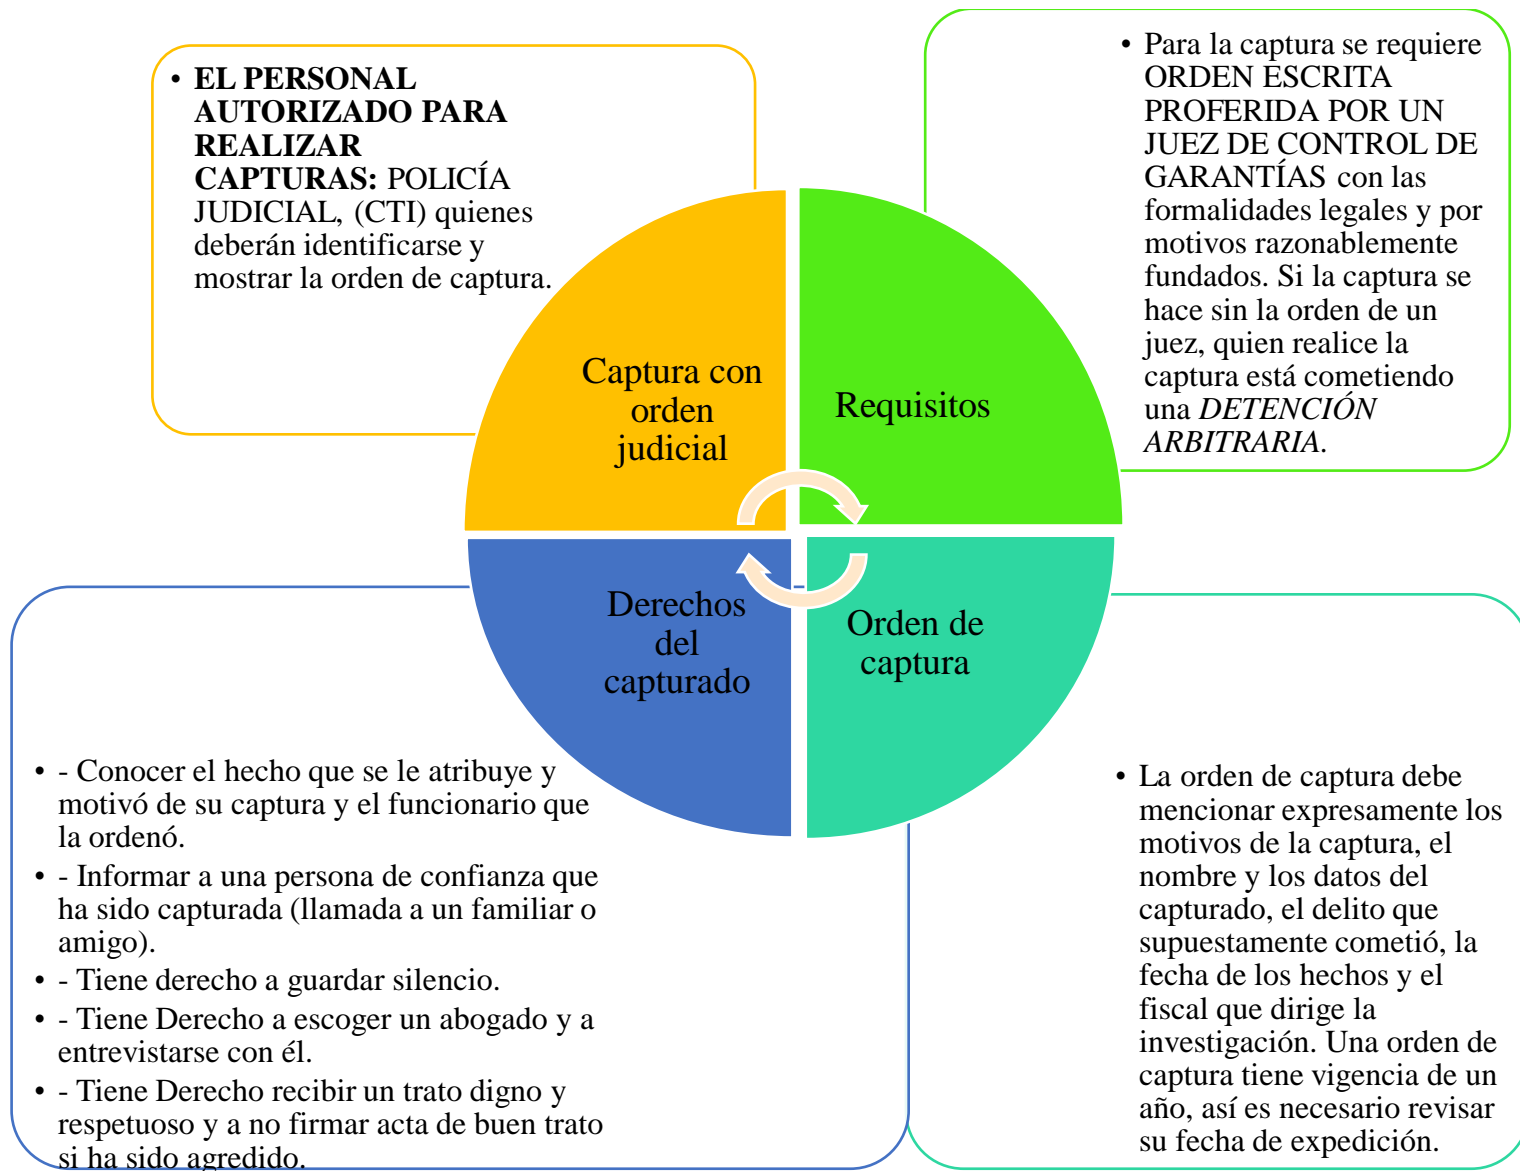 • EL PERSONAL
AUTORIZADO PARA
REALIZAR
CAPTURAS: POLICÍA
JUDICIAL, (CTI) quienes
deberán identificarse y
mostrar la orden de captura.
• Para la captura se requiere
ORDEN ESCRITA
PROFERIDA POR UN
JUEZ DE CONTROL DE
GARANTÍAS con las
formalidades legales y por
motivos razonablemente
fundados. Si la captura se
hace sin la orden de un
juez, quien realice la
captura está cometiendo
una DETENCIÓN
ARBITRARIA.
Captura con
orden
judicial
Requisitos
Derechos
del
capturado
Orden de
captura
• - Conocer el hecho que se le atribuye y
motivó de su captura y el funcionario que
la ordenó.
• - Informar a una persona de confianza que
ha sido capturada (llamada a un familiar o
amigo).
• - Tiene derecho a guardar silencio.
• - Tiene Derecho a escoger un abogado y a
entrevistarse con él.
• - Tiene Derecho recibir un trato digno y
respetuoso y a no firmar acta de buen trato
si ha sido agredido.
• La orden de captura debe
mencionar expresamente los
motivos de la captura, el
nombre y los datos del
capturado, el delito que
supuestamente cometió, la
fecha de los hechos y el
fiscal que dirige la
investigación. Una orden de
captura tiene vigencia de un
año, así es necesario revisar
su fecha de expedición.